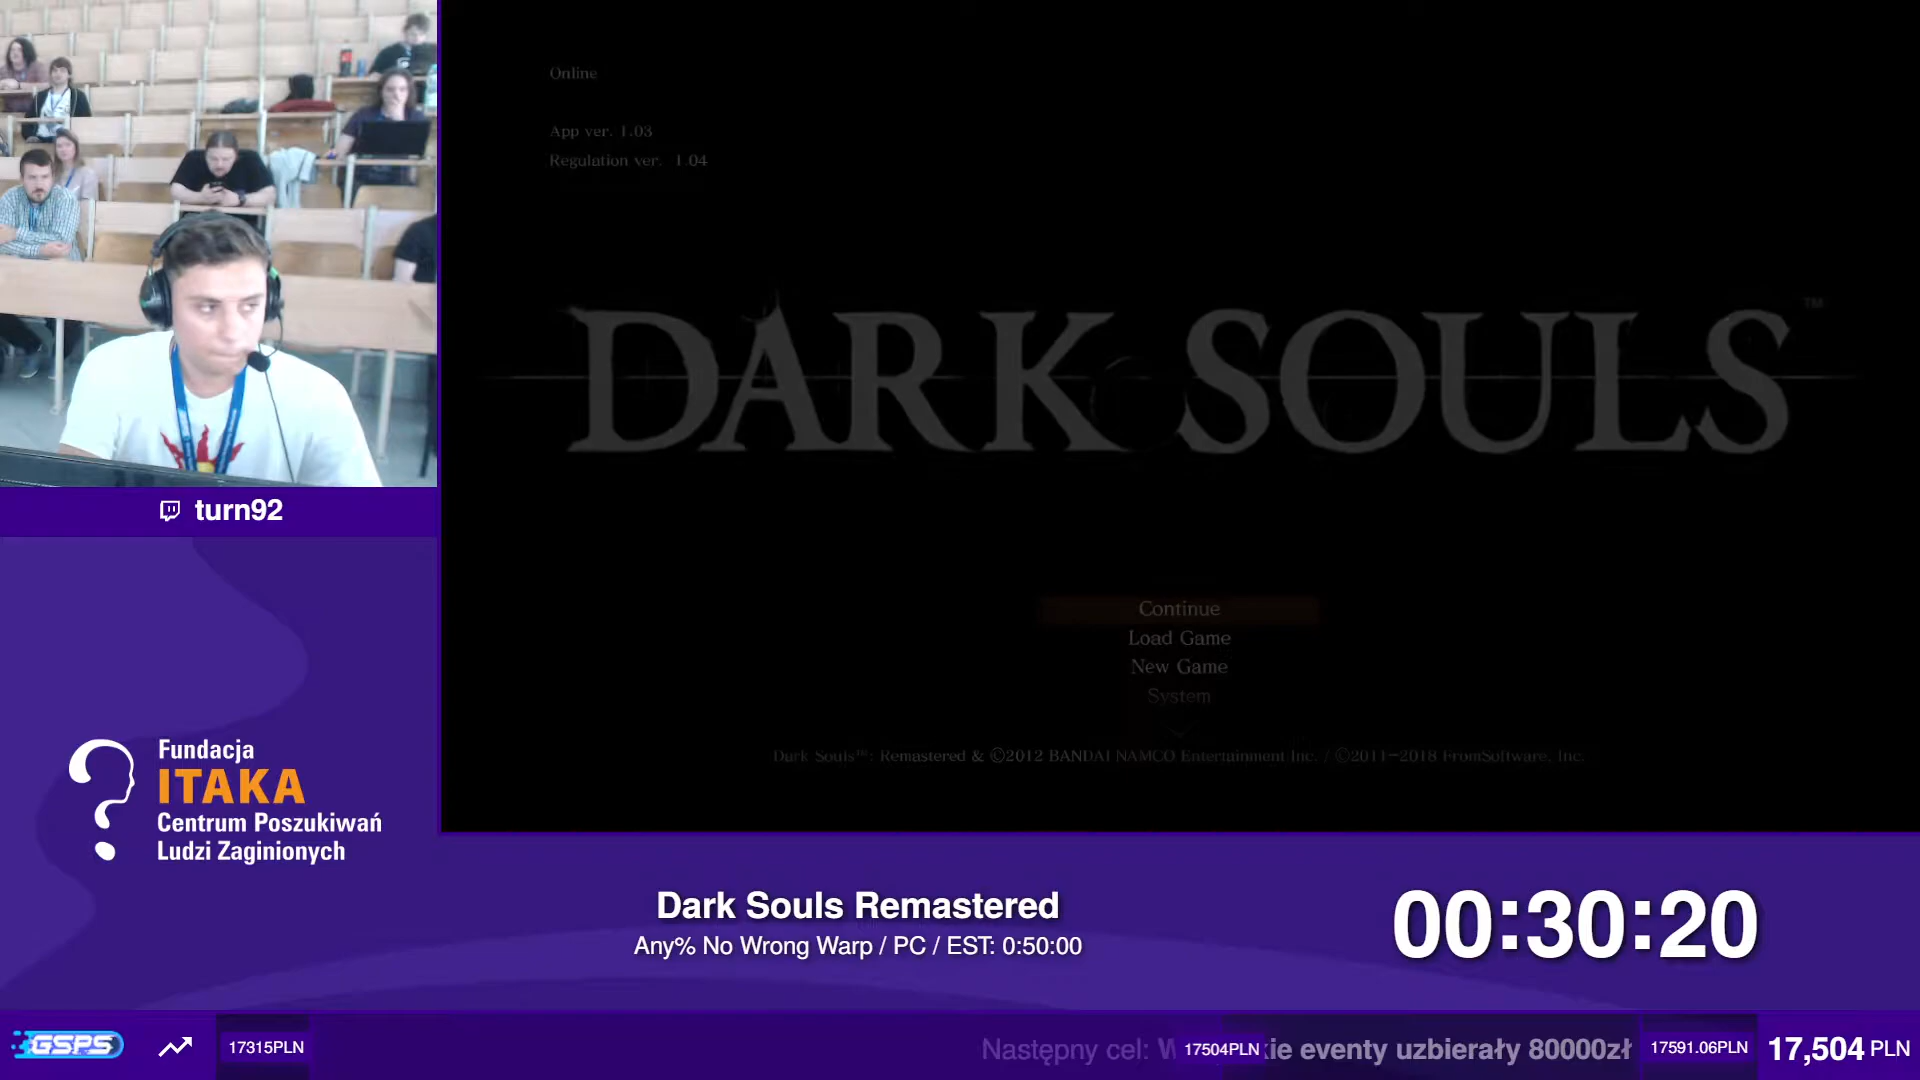 Online
App ver. 1.03
Regulation ver. 1.04
DARK SOULS™
turn92
Continue
Load Game
New Game
System
Dark Souls™: Remastered & ©2012 BANDAI NAMCO Entertainment Inc. / ©2011-2018 FromSoftware, Inc.
Fundacja
ITAKA
Centrum Poszukiwań
Ludzi Zaginionych
Dark Souls Remastered
Any% No Wrong Warp / PC / EST: 0:50:00
00:30:20
GSPS
17315PLN
Następny cel:
17504PLN
eventy uzbierały 80000zł
17591.06PLN
17,504 PLN